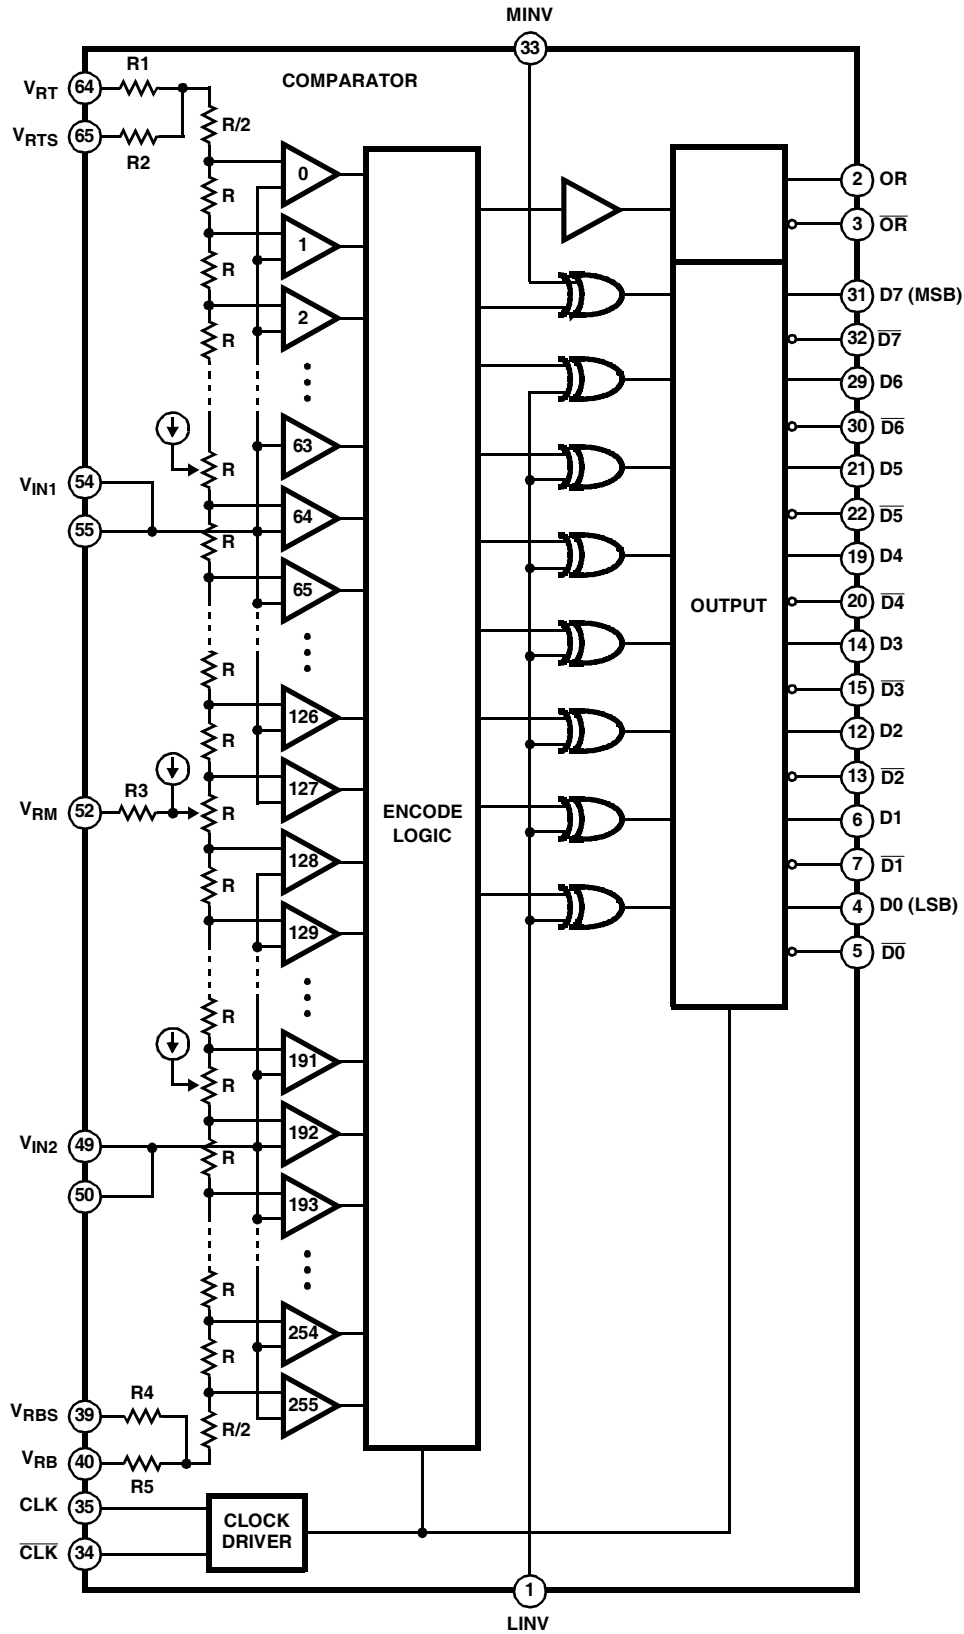 MINV
33
COMPARATOR
VRT 64 R1
VRTS 65 R2
R/2
0
R
1
R
2
R
63
R
VIN1 54
64
55
R
65
R
126
R
127
VRM 52 R3
R
128
R
129
R
191
R
192
VIN2 49
R
50
193
R
254
R
255
R/2
VRBS 39 R4
VRB 40 R5
CLK 35
CLK 34
CLOCK
DRIVER
ENCODE
LOGIC
OUTPUT
2 OR
3 OR
31 D7 (MSB)
32 D7
29 D6
30 D6
21 D5
22 D5
19 D4
20 D4
14 D3
15 D3
12 D2
13 D2
6 D1
7 D1
4 D0 (LSB)
5 D0
1
LINV